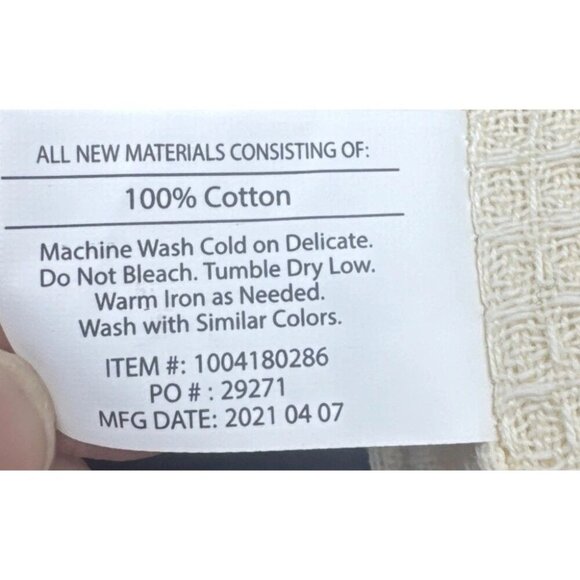 ALL NEW MATERIALS CONSISTING OF:
100% Cotton
Machine Wash Cold on Delicate.
Do Not Bleach. Tumble Dry Low.
Warm Iron as Needed.
Wash with Similar Colors.
ITEM #: 1004180286
PO # : 29271
MFG DATE: 2021 04 07